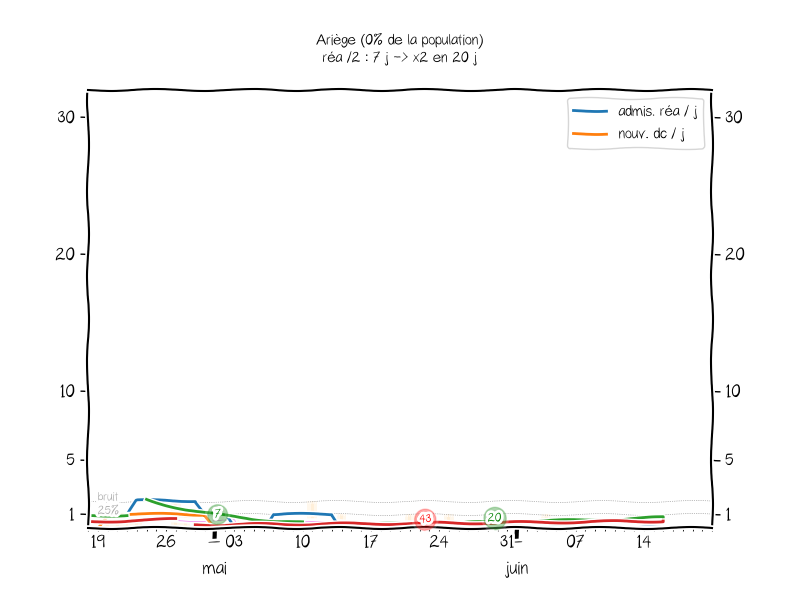 Ariège (0% de la population)
réa /2 : 7 j -> x2 en 20 j
admis. réa / j
nouv. dc / j
30 30
20 20
10 10
5 5
bruit
25%
1 1
7 43 20
19 26 03 10 17 24 31 07 14
mai juin